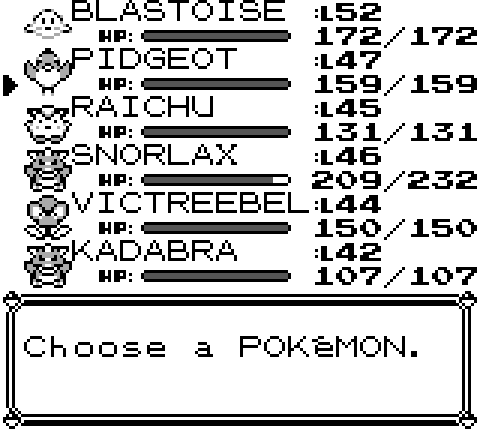 BLASTOISE :L52
HP: 172/172
PIDGEOT :L47
HP: 159/159
RAICHU :L45
HP: 131/131
SNORLAX :L46
HP: 209/232
VICTREEBEL :L44
HP: 150/150
KADABRA :L42
HP: 107/107
Choose a POKéMON.